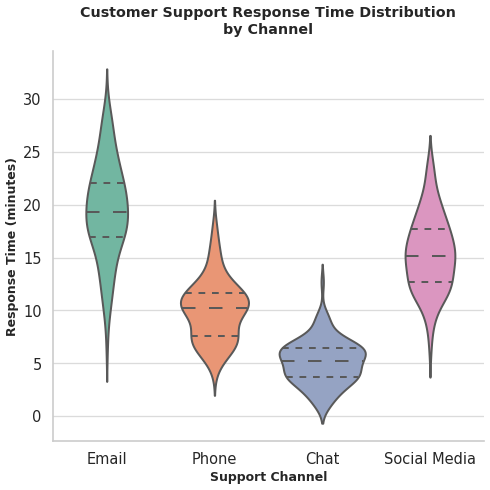 Customer Support Response Time Distribution
by Channel
Response Time (minutes)
30
25
20
15
10
5
0
Email
Phone
Chat
Social Media
Support Channel